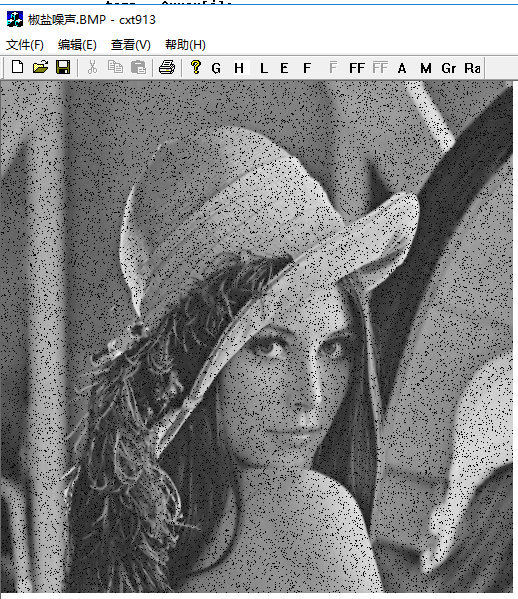 椒盐噪声.BMP - cxt913
文件(F) 编辑(E) 查看(V) 帮助(H)
G H L E F F FF FF A M Gr Ra